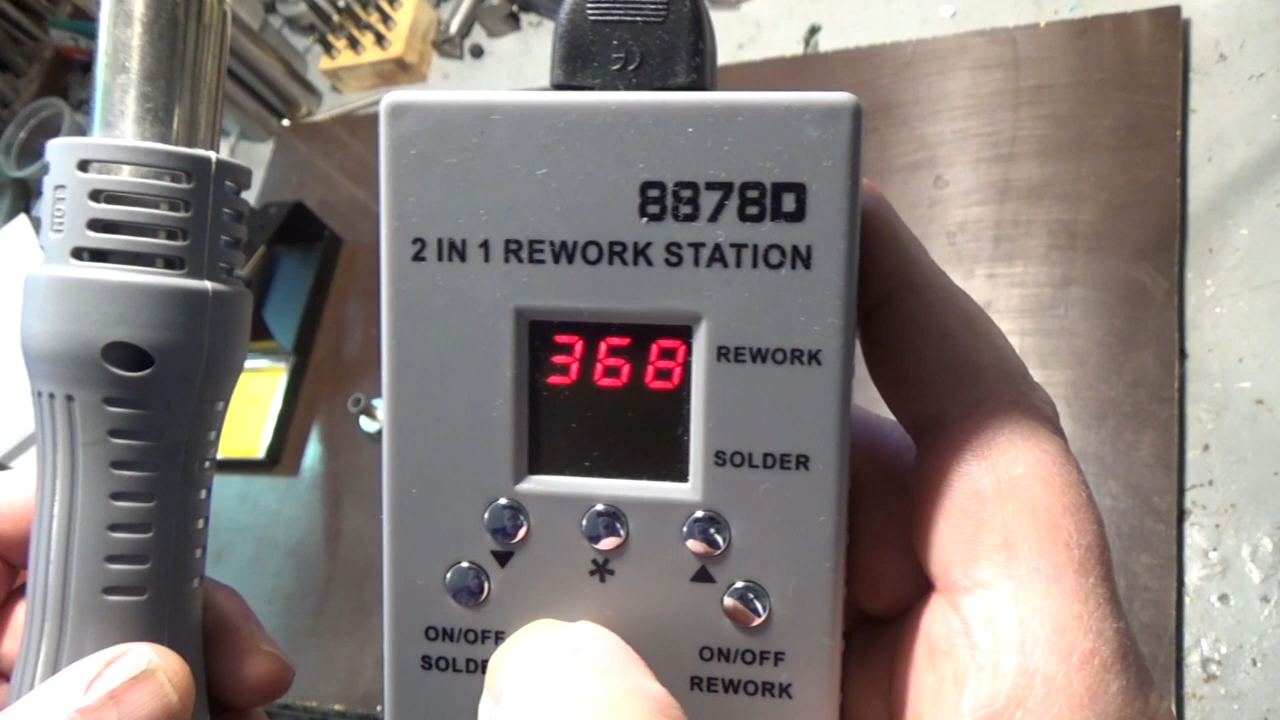 8878D
2 IN 1 REWORK STATION
368
REWORK
SOLDER
ON/OFF
ON/OFF
REWORK